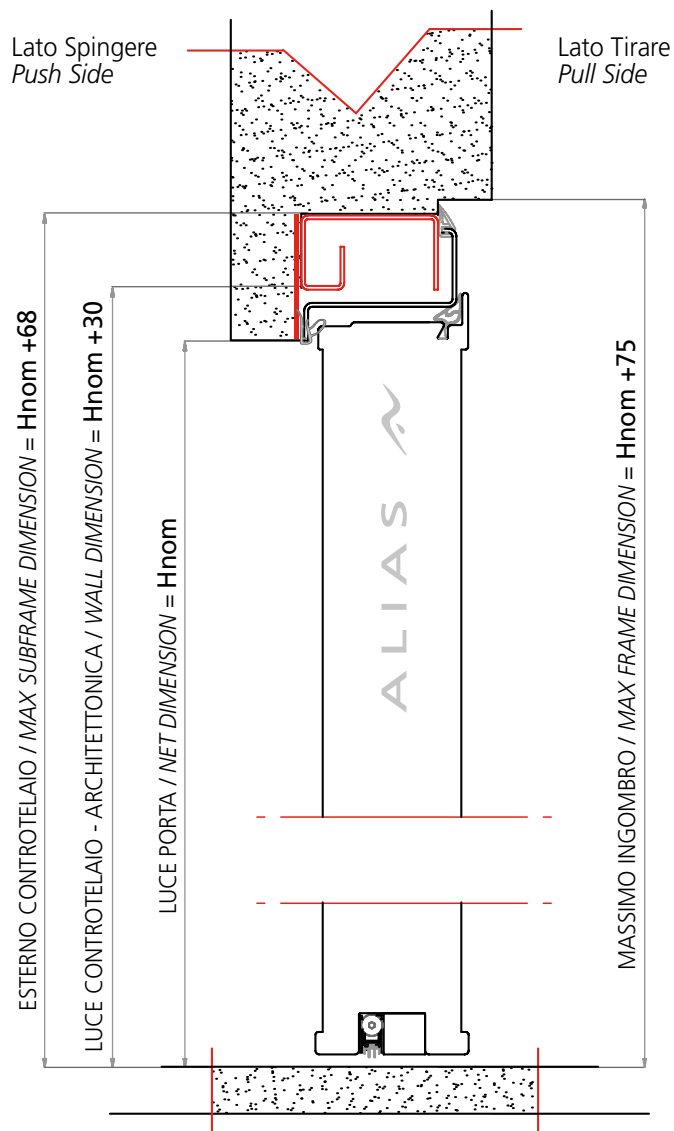 Lato Spingere
Push Side
Lato Tirare
Pull Side
ESTERNO CONTROTELAIO / MAX SUBFRAME DIMENSION = Hnom +68
LUCE CONTROTELAIO - ARCHITETTONICA / WALL DIMENSION = Hnom +30
LUCE PORTA / NET DIMENSION = Hnom
ALIAS
MASSIMO INGOMBRO / MAX FRAME DIMENSION = Hnom +75